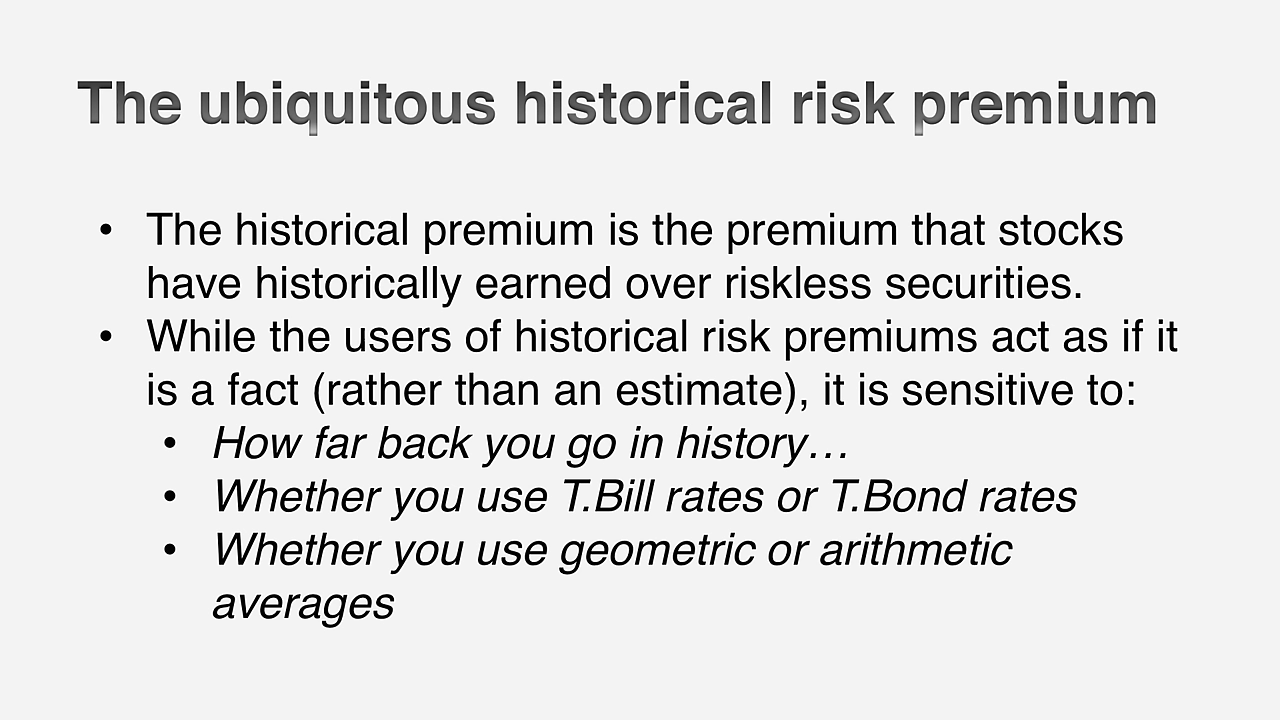 The ubiquitous historical risk premium
• The historical premium is the premium that stocks
have historically earned over riskless securities.
• While the users of historical risk premiums act as if it
is a fact (rather than an estimate), it is sensitive to:
• How far back you go in history…
• Whether you use T.Bill rates or T.Bond rates
• Whether you use geometric or arithmetic
averages